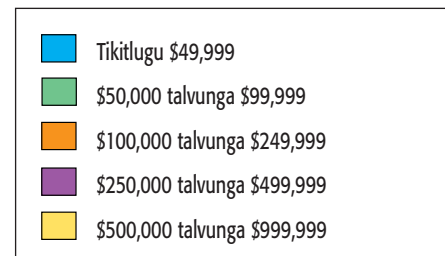 Tikitlugu $49,999
$50,000 talvunga $99,999
$100,000 talvunga $249,999
$250,000 talvunga $499,999
$500,000 talvunga $999,999